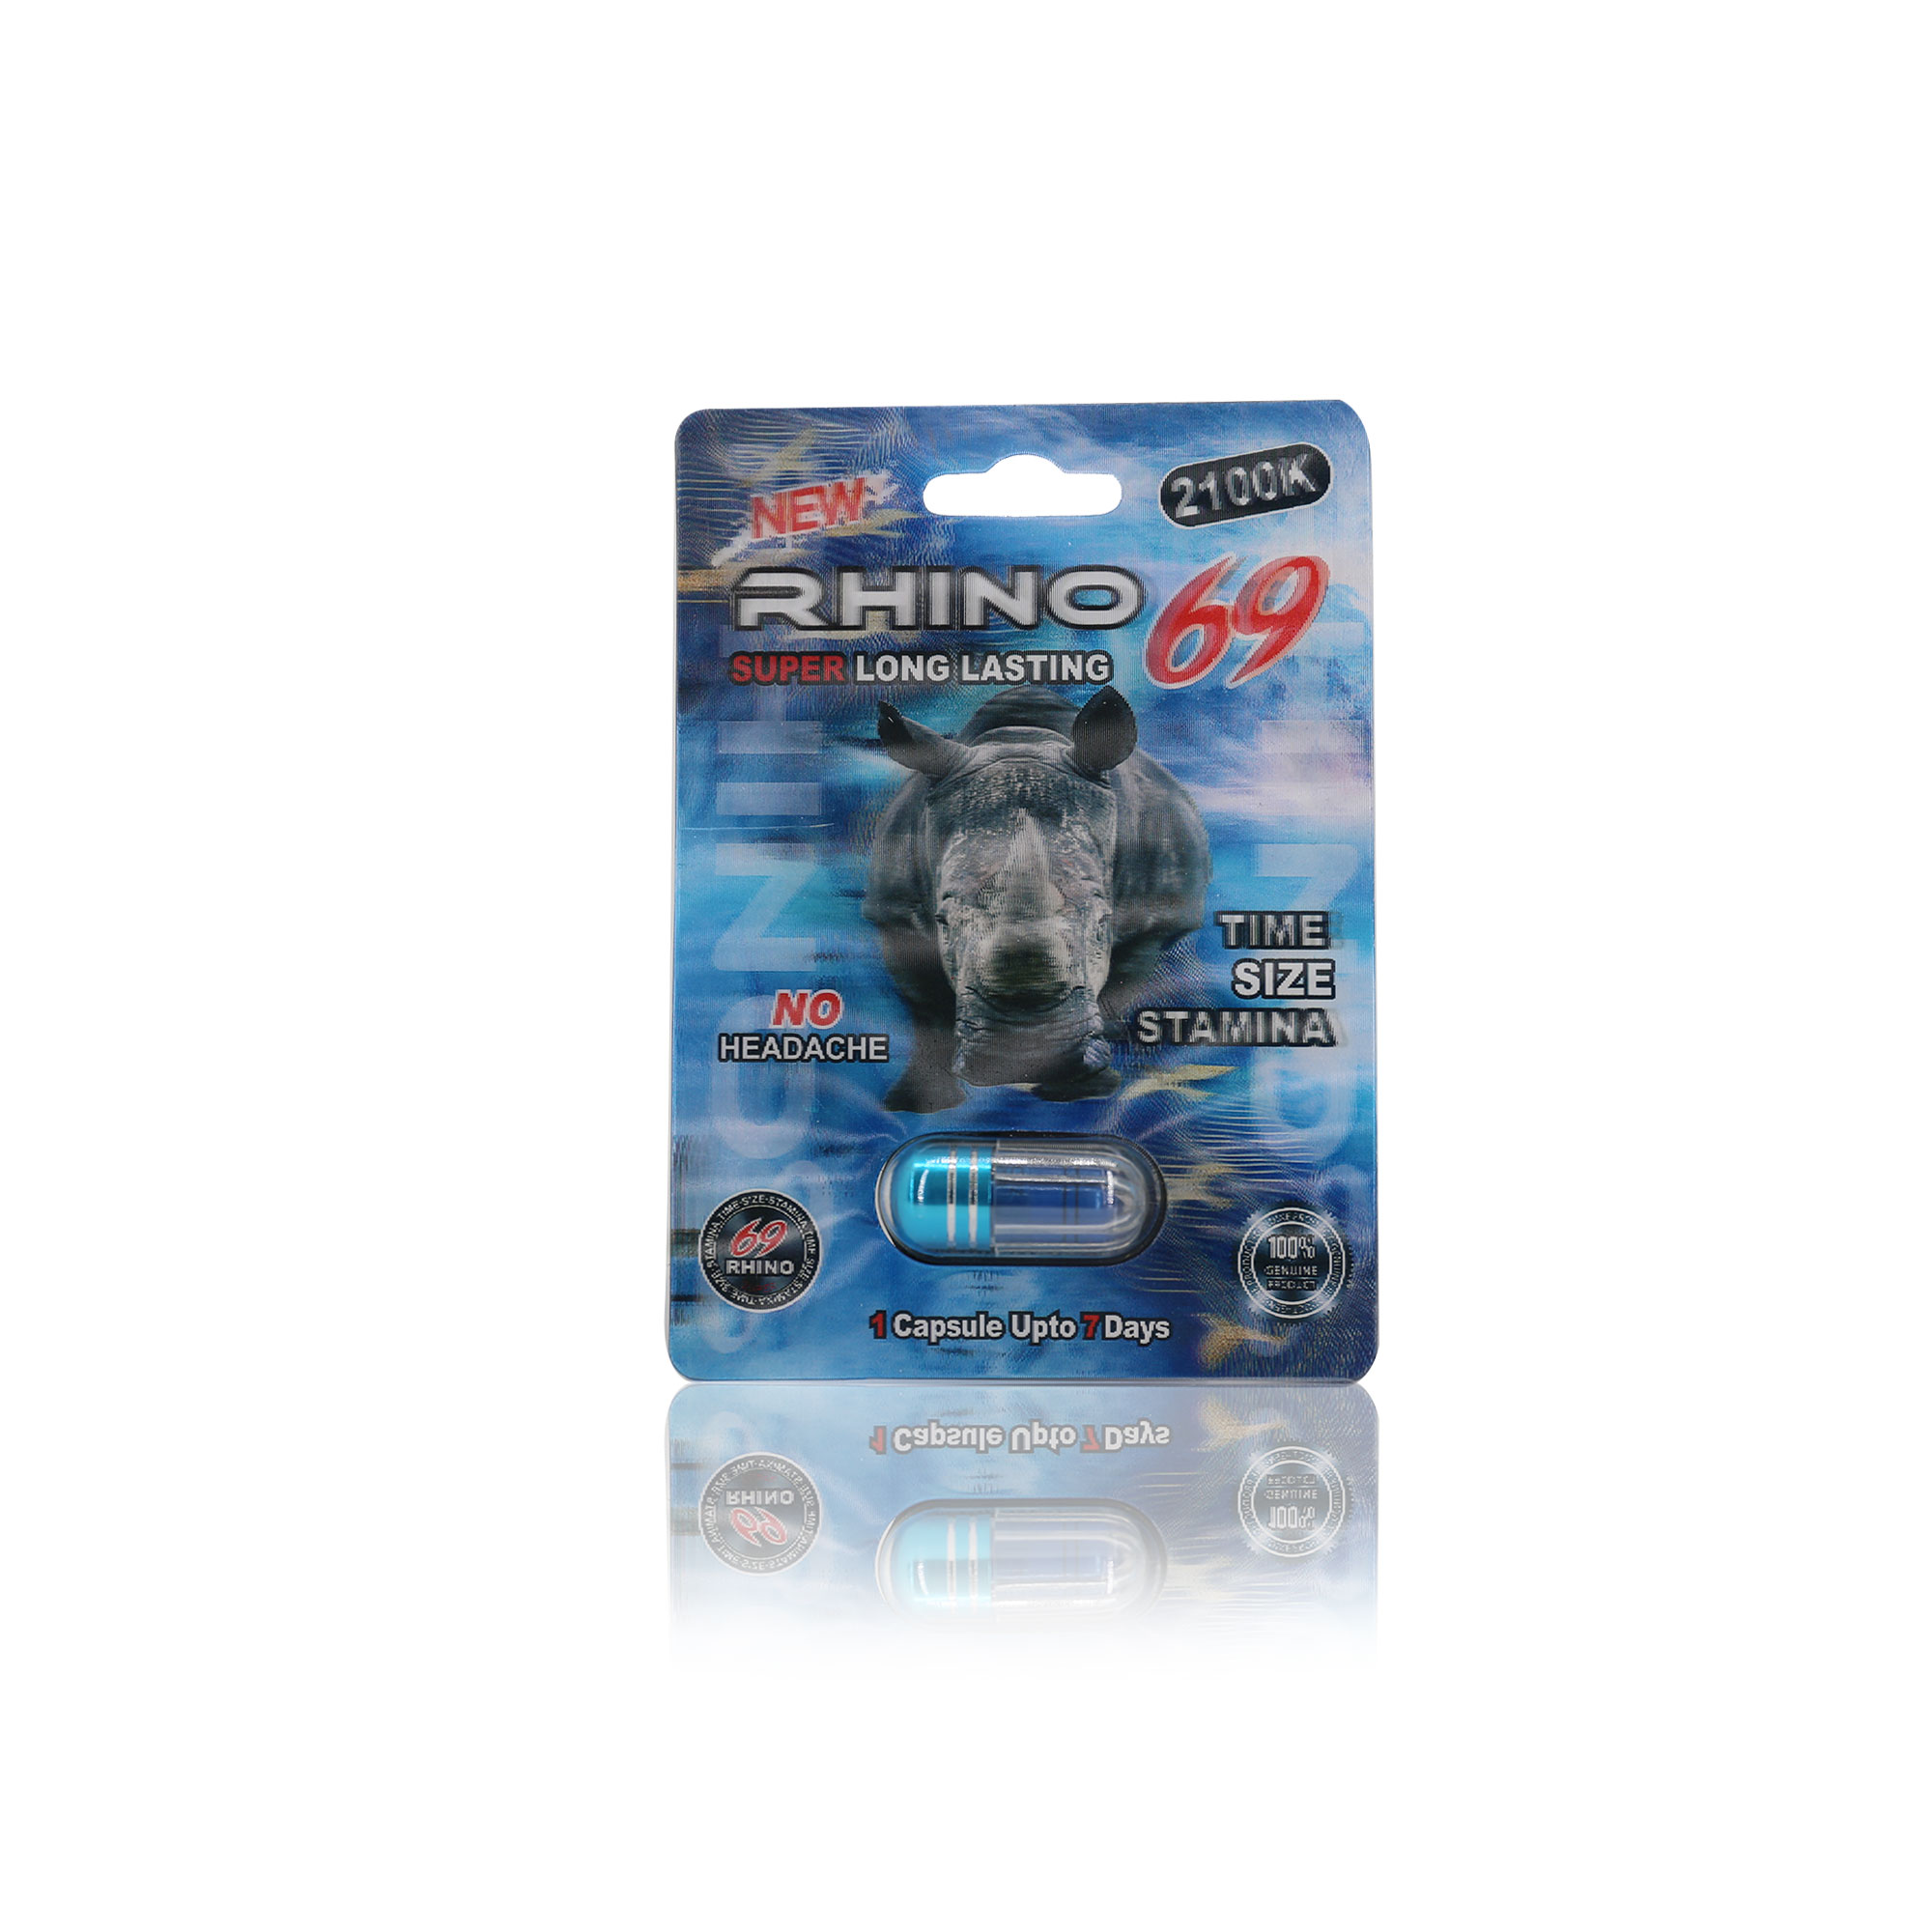 NEW
2100K
RHINO 69
SUPER LONG LASTING
TIME
SIZE
STAMINA
NO
HEADACHE
69
RHINO
100%
GENUINE
PRODUCT
1 Capsule Upto 7 Days